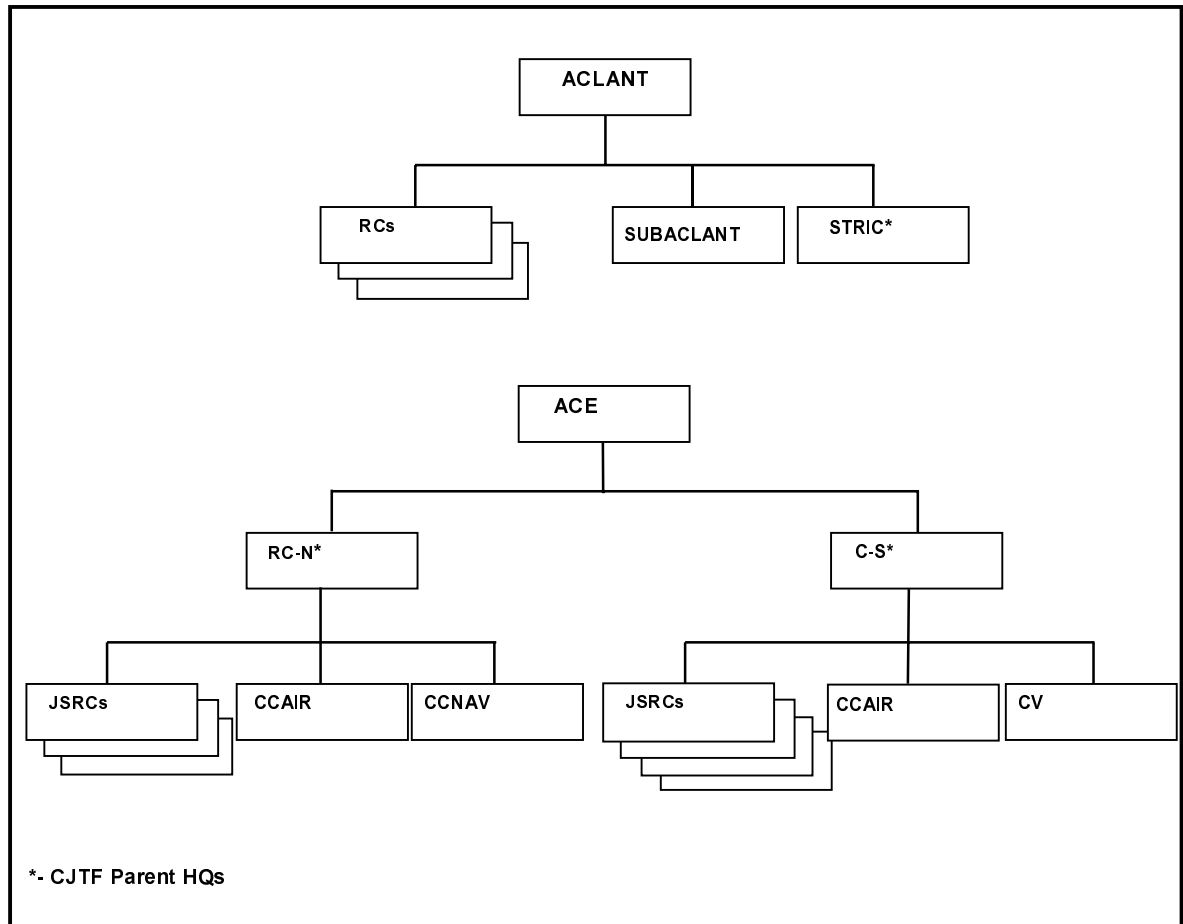 ACLANT
RCs
SUBACLANT
STRIC*
ACE
RC-N*
C-S*
JSRCs
CCAIR
CCNAV
JSRCs
CCAIR
CV
*- CJTF Parent HQs